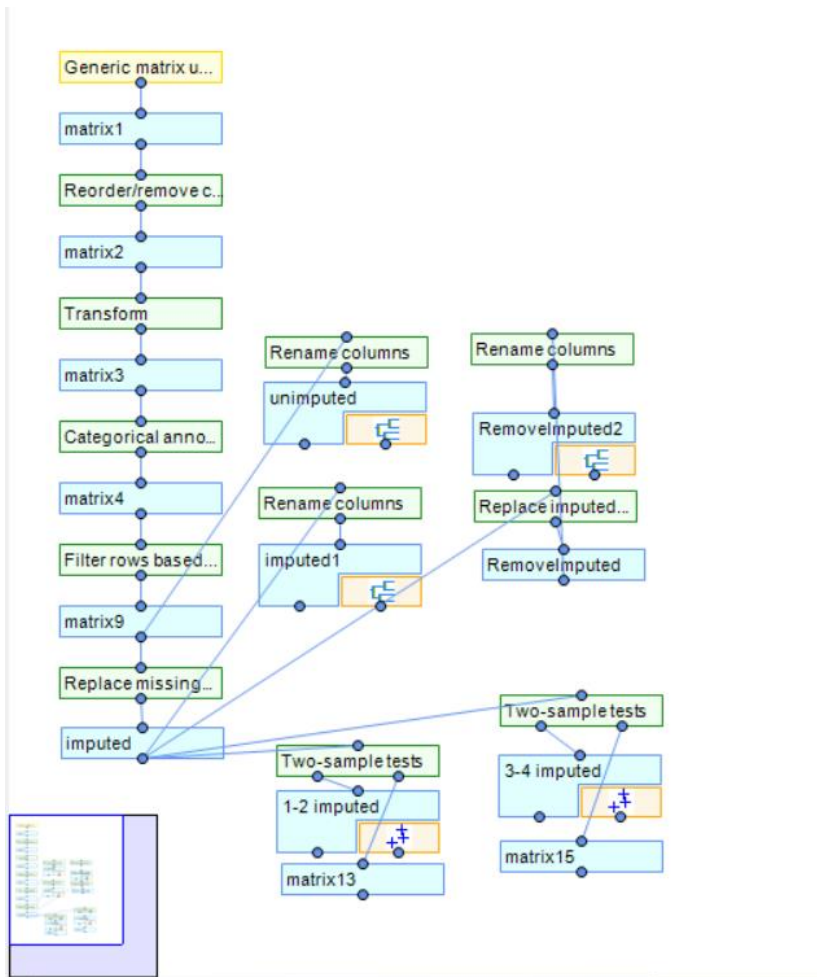 Generic matrix u...
matrix1
Reorder/remove c...
matrix2
Transform
matrix3
Categorical anno...
matrix4
Filter rows based...
matrix9
Replace missing...
imputed
Rename columns
unimputed
Rename columns
imputed1
Rename columns
RemoveImputed2
Replace imputed...
RemoveImputed
Two-sample tests
1-2 imputed
matrix13
Two-sample tests
3-4 imputed
matrix15